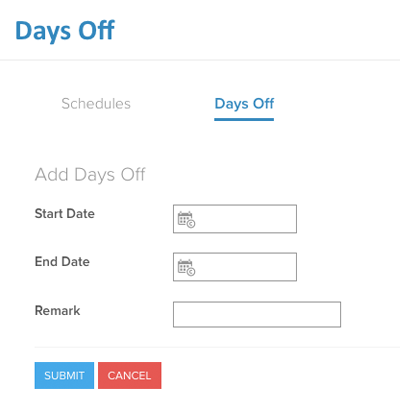 Days Off
Schedules Days Off
Add Days Off
Start Date
End Date
Remark
SUBMIT CANCEL